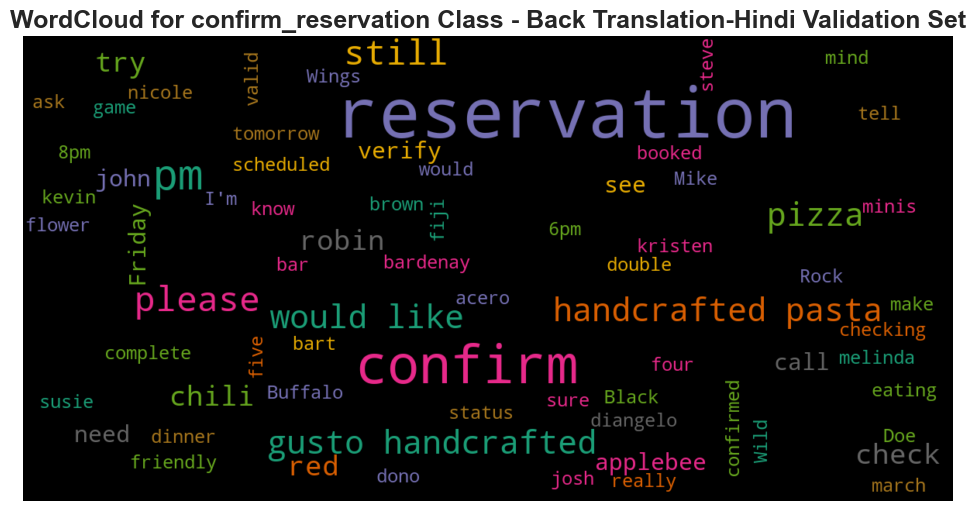 WordCloud for confirm_reservation Class - Back Translation-Hindi Validation Set
try
still
steve
mind
valid
Wings
ask
nicole
game
reservation
tell
tomorrow
8pm
verify
booked
scheduled
would
john
pm
see
Mike
kevin
I'm
know
brown
fiji
pizza
minis
flower
Friday
robin
6pm
kristen
bar
bardenay
double
Rock
please
would like
acero
handcrafted pasta
make
checking
complete
five
bart
confirm
four
call
melinda
chili
Buffalo
sure
Black
eating
susie
status
diangelo
confirmed
Wild
need
dinner
gusto handcrafted
Doe
check
friendly
red
dono
applebee
josh
really
march